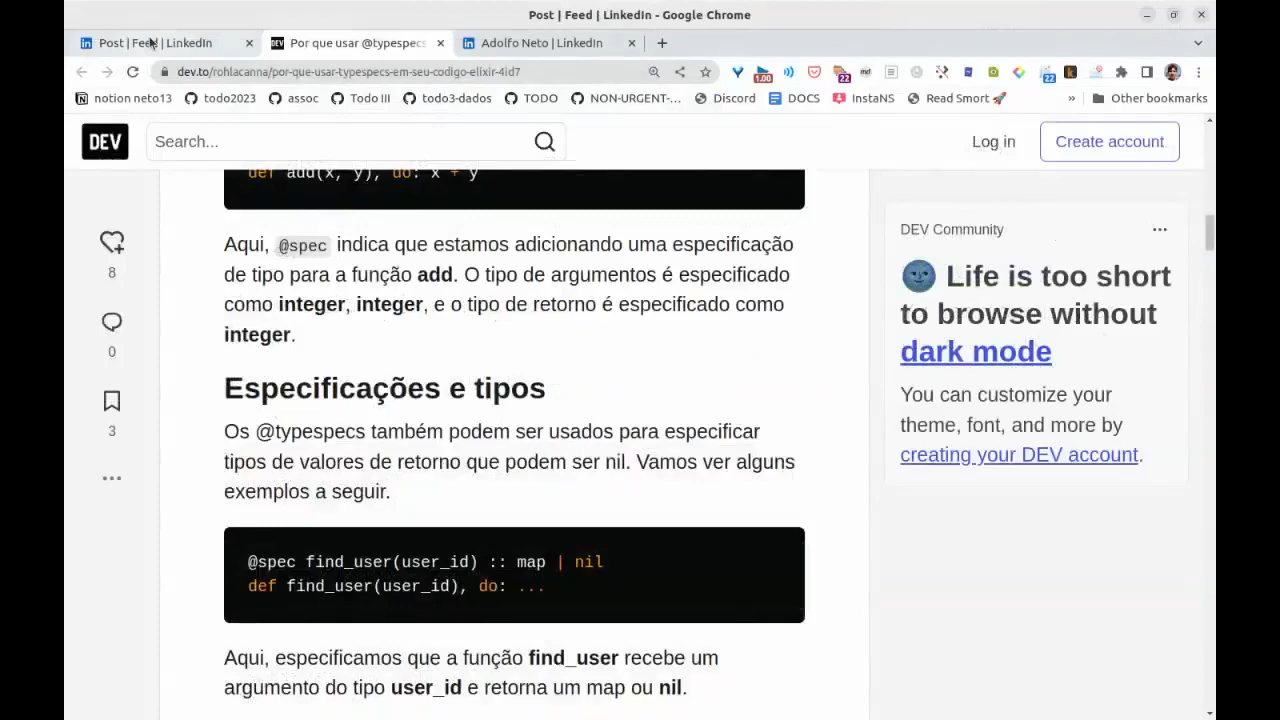 Post | Feed | LinkedIn - Google Chrome
Post | Feed | LinkedIn
DEV Por que usar @typespecs
Adolfo Neto | LinkedIn
dev.to/rohlacanna/por-que-usar-typespecs-em-seu-codigo-elixir-4id7
1.00
22
22
notion neto13
todo2023
assoc
Todo III
todo3-dados
TODO
NON-URGENT-...
Discord
DOCS
InstaNS
Read Smort 🚀
»
Other bookmarks
DEV
Search...
Log in
Create account
def add(x, y), do: x + y
Aqui, @spec indica que estamos adicionando uma especificação
de tipo para a função add. O tipo de argumentos é especificado
como integer, integer, e o tipo de retorno é especificado como
integer.
Especificações e tipos
Os @typespecs também podem ser usados para especificar
tipos de valores de retorno que podem ser nil. Vamos ver alguns
exemplos a seguir.
@spec find_user(user_id) :: map | nil
def find_user(user_id), do: ...
Aqui, especificamos que a função find_user recebe um
argumento do tipo user_id e retorna um map ou nil.
8
0
3
DEV Community
🌚 Life is too short
to browse without
dark mode
You can customize your
theme, font, and more by
creating your DEV account.